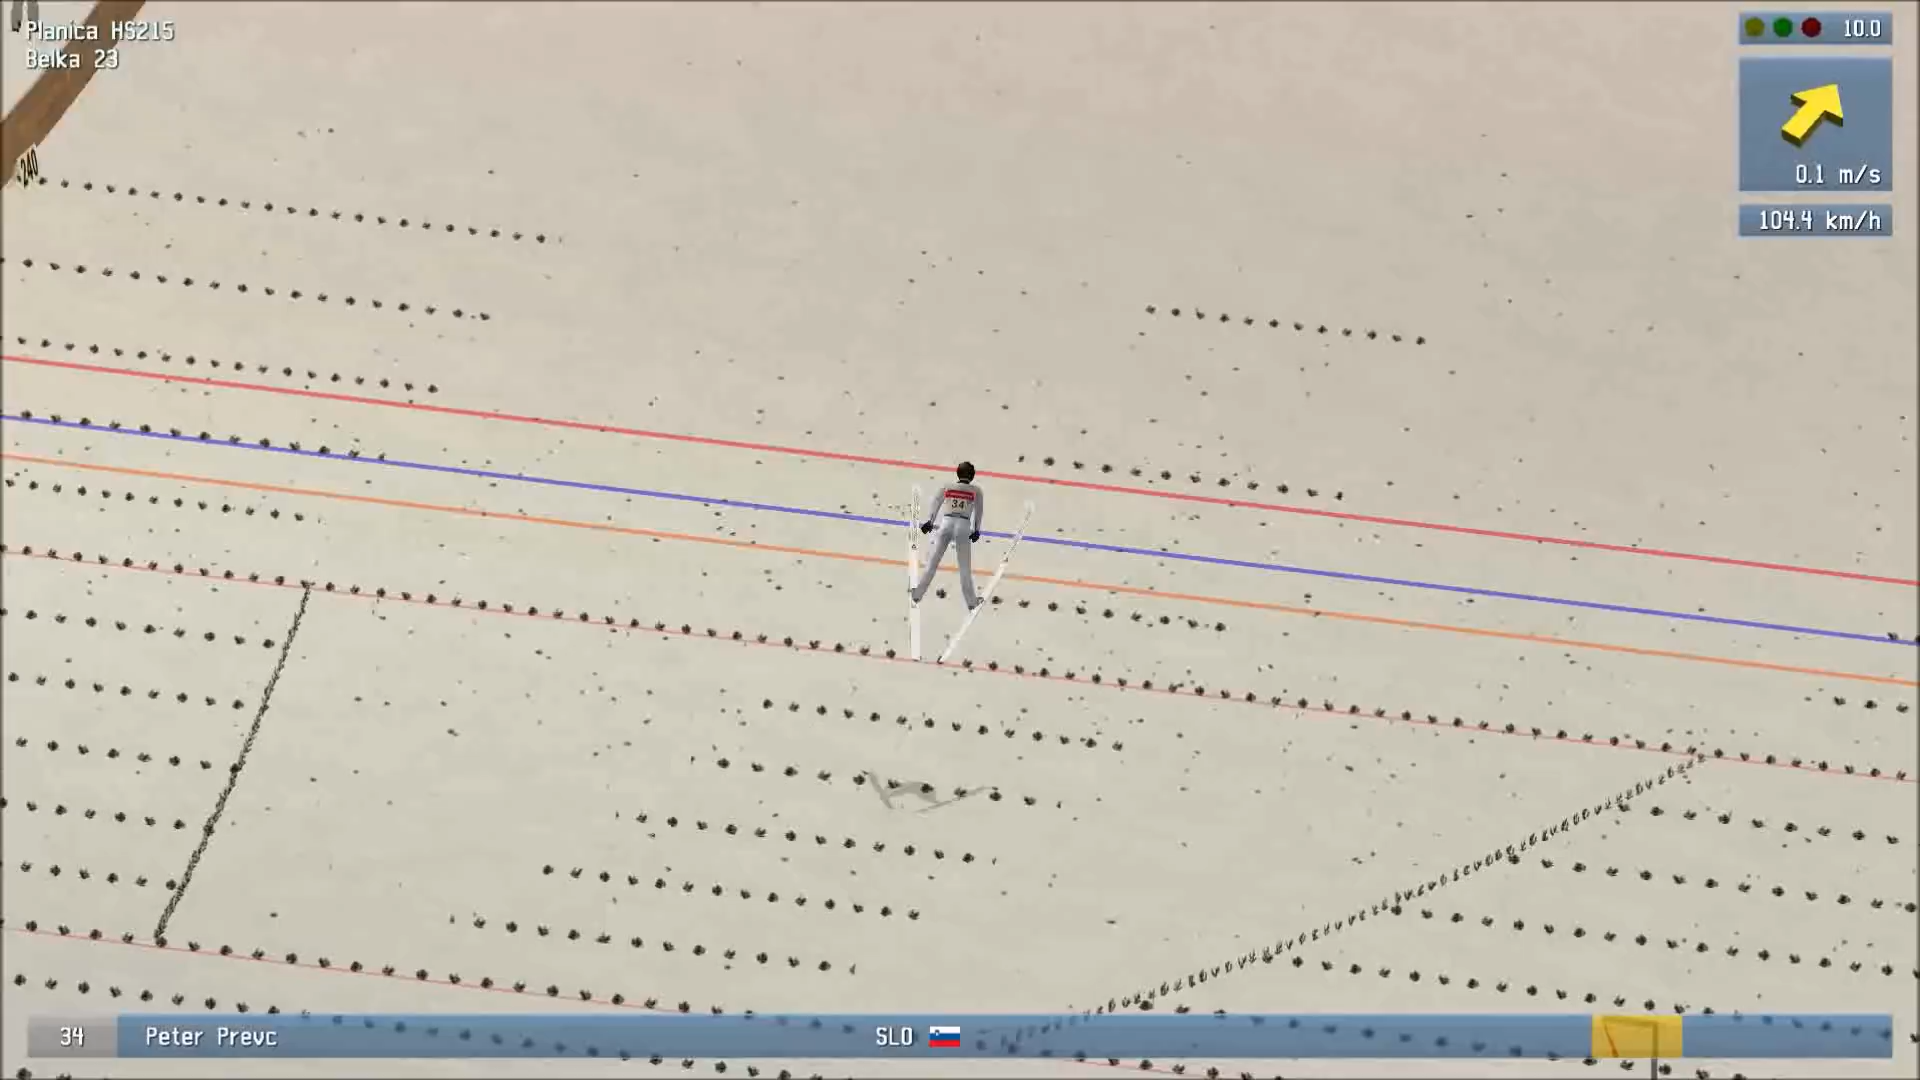 Planica HS215
Belka 23
10.0
0.1 m/s
104.4 km/h
240
34
34 Peter Prevc SLO